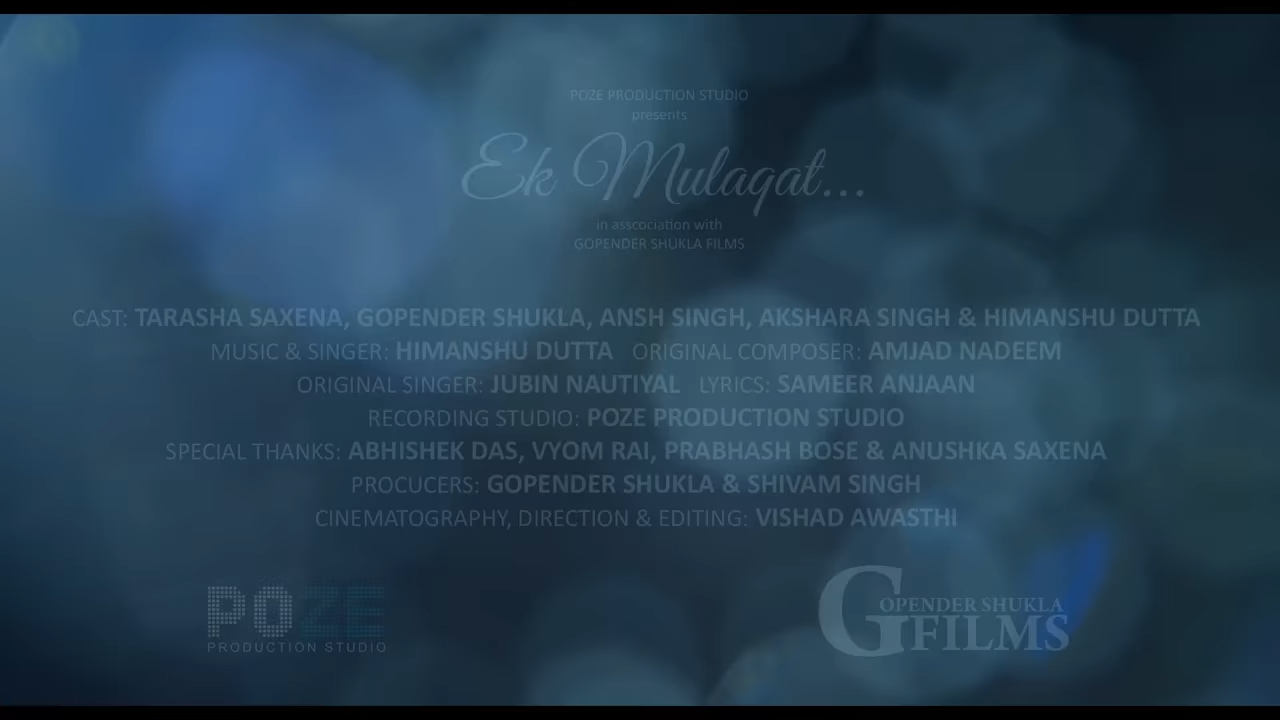 POZE PRODUCTION STUDIO
presents
Ek Mulaqat...
in asscociation with
GOPENDER SHUKLA FILMS
CAST: TARASHA SAXENA, GOPENDER SHUKLA, ANSH SINGH, AKSHARA SINGH & HIMANSHU DUTTA
MUSIC & SINGER: HIMANSHU DUTTA ORIGINAL COMPOSER: AMJAD NADEEM
ORIGINAL SINGER: JUBIN NAUTIYAL LYRICS: SAMEER ANJAAN
RECORDING STUDIO: POZE PRODUCTION STUDIO
SPECIAL THANKS: ABHISHEK DAS, VYOM RAI, PRABHASH BOSE & ANUSHKA SAXENA
PROCUCERS: GOPENDER SHUKLA & SHIVAM SINGH
CINEMATOGRAPHY, DIRECTION & EDITING: VISHAD AWASTHI
POZE
PRODUCTION STUDIO
GOPENDER SHUKLA
FILMS